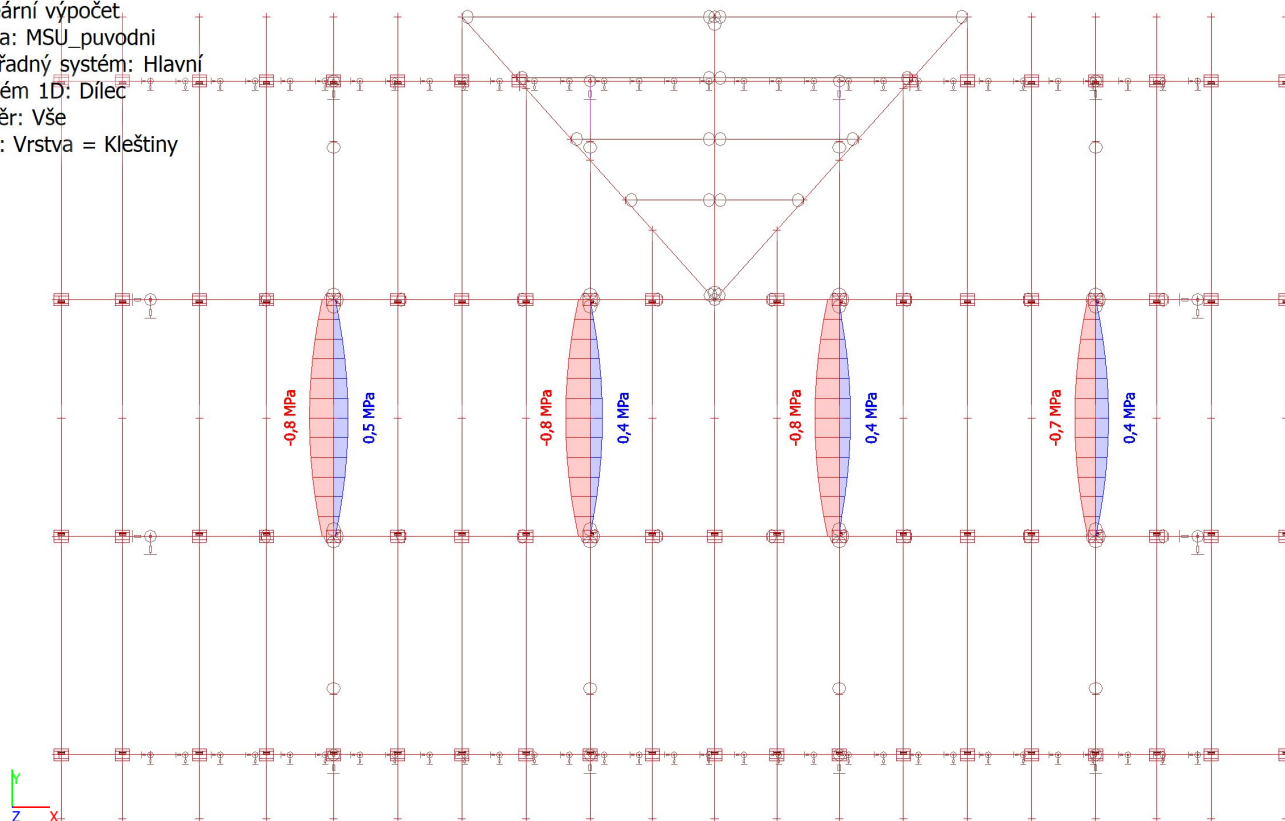 ární výpočet
a: MSÚ_puvodni
řadný systém: Hlavní
ém 1D: Dílec
ěr: Vše
: Vrstva = Kleštiny
-0,8 MPa
0,5 MPa
-0,8 MPa
0,4 MPa
-0,8 MPa
0,4 MPa
-0,7 MPa
0,4 MPa
Y
Z X